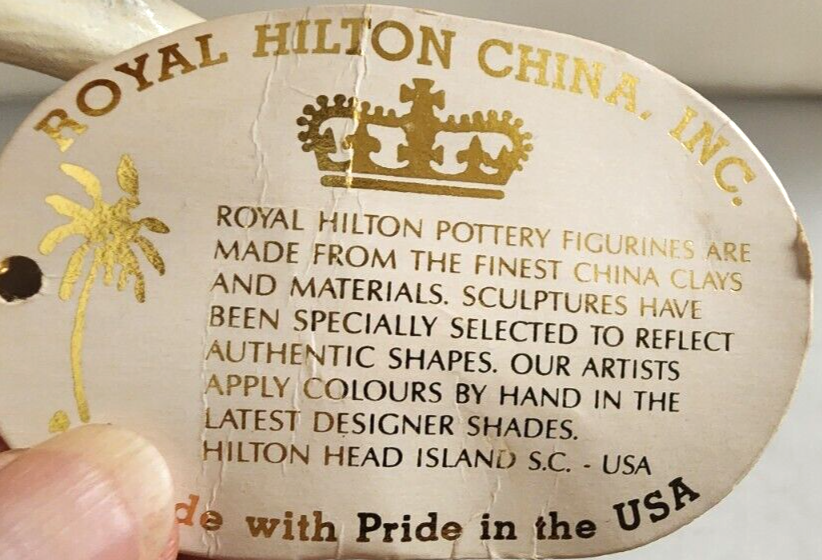 ROYAL HILTON CHINA, INC.
ROYAL HILTON POTTERY FIGURINES ARE
MADE FROM THE FINEST CHINA CLAYS
AND MATERIALS. SCULPTURES HAVE
BEEN SPECIALLY SELECTED TO REFLECT
AUTHENTIC SHAPES. OUR ARTISTS
APPLY COLOURS BY HAND IN THE
LATEST DESIGNER SHADES.
HILTON HEAD ISLAND S.C. - USA
de with Pride in the USA